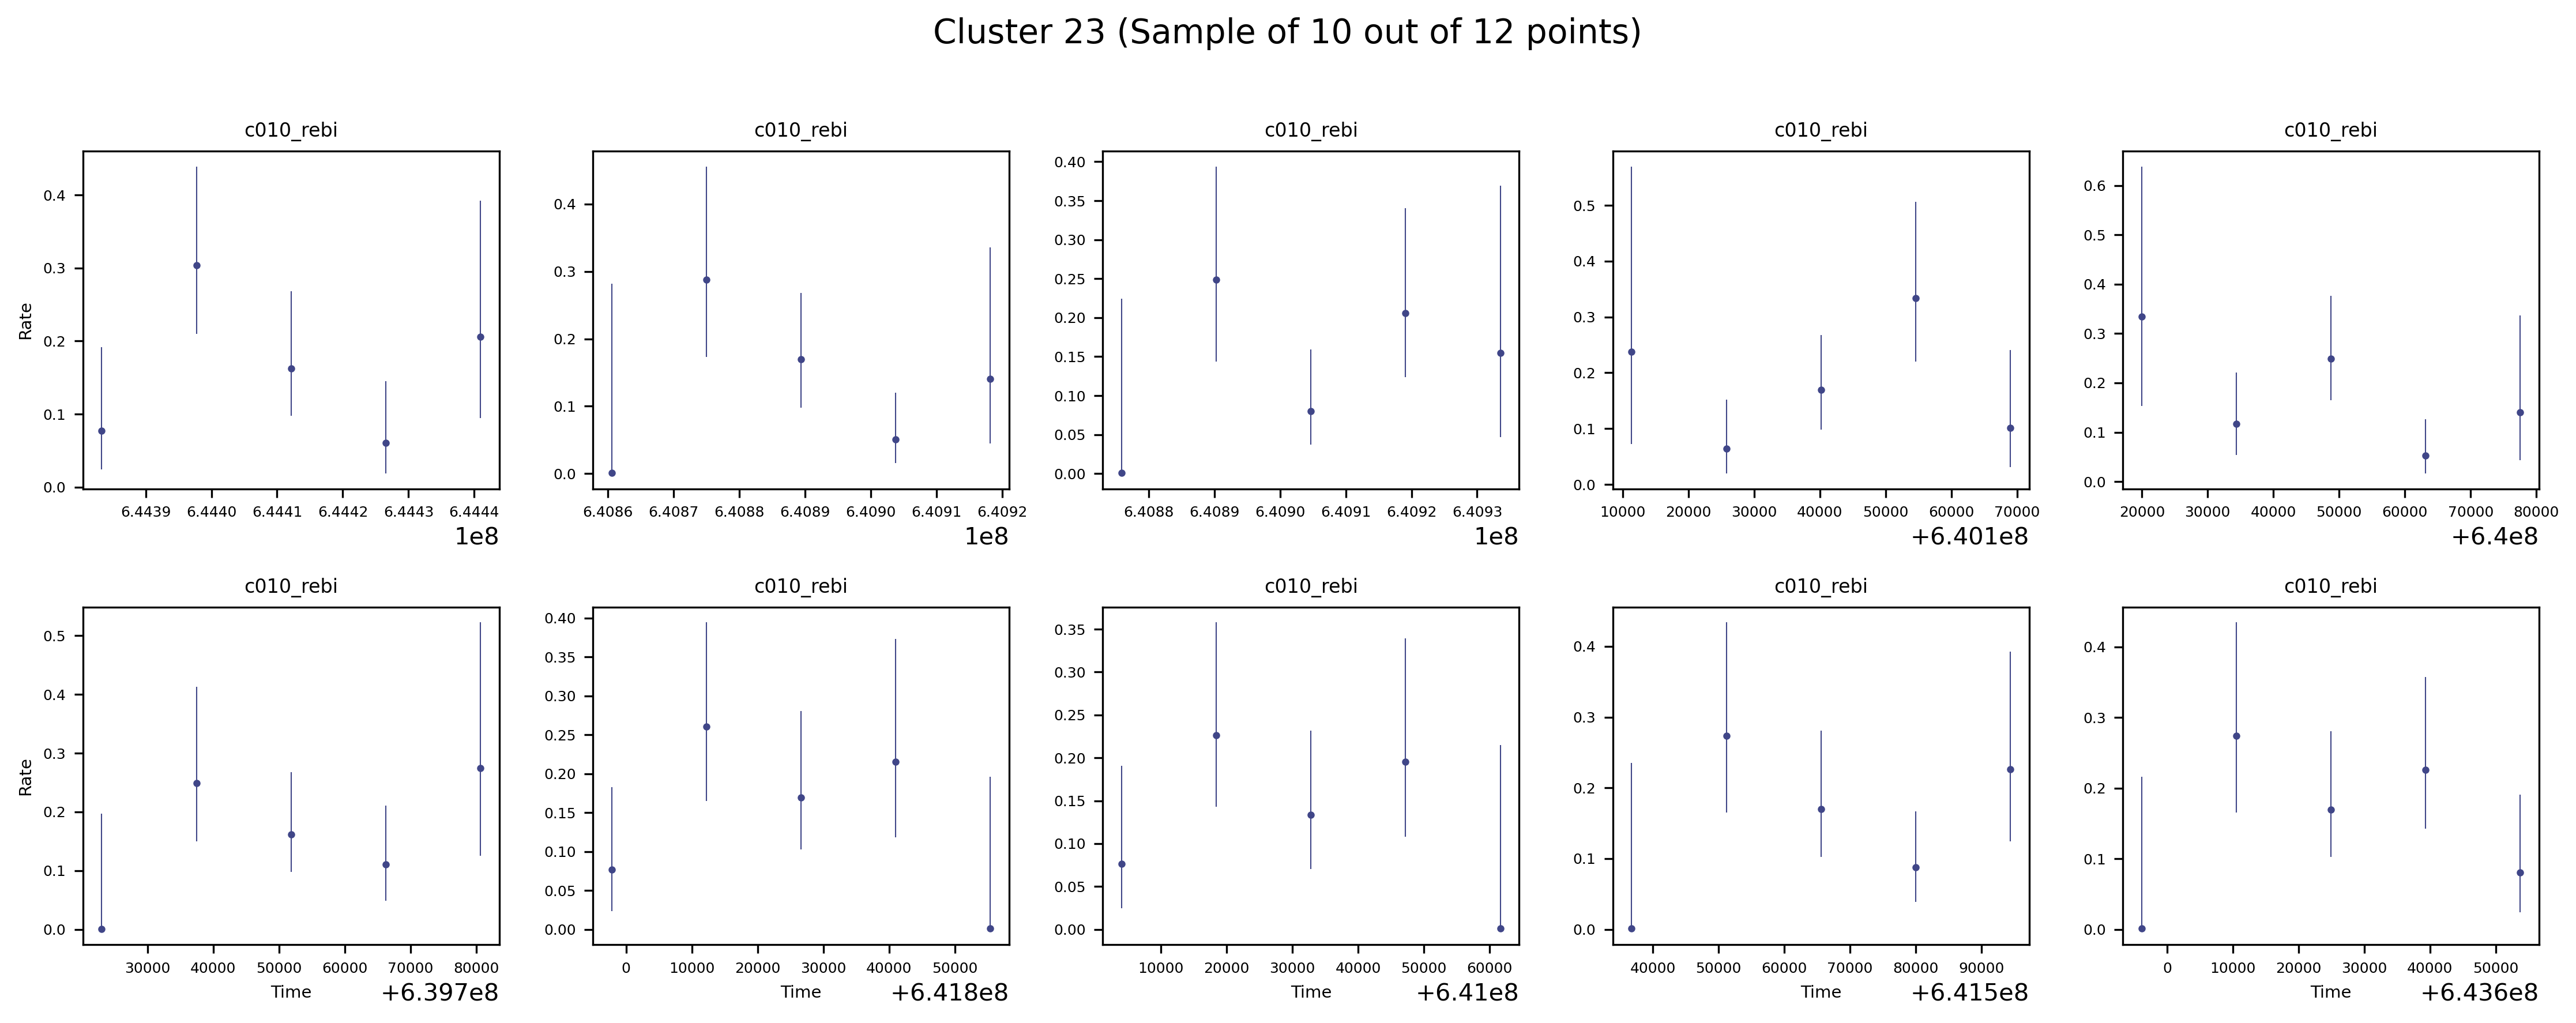 Cluster 23 (Sample of 10 out of 12 points)
c010_rebi c010_rebi c010_rebi c010_rebi c010_rebi
Rate
0.4
0.3
0.2
0.1
0.0
6.4439 6.4440 6.4441 6.4442 6.4443 6.4444
1e8
0.4
0.3
0.2
0.1
0.0
6.4086 6.4087 6.4088 6.4089 6.4090 6.4091 6.4092
1e8
0.40
0.35
0.30
0.25
0.20
0.15
0.10
0.05
0.00
6.4088 6.4089 6.4090 6.4091 6.4092 6.4093
1e8
0.5
0.4
0.3
0.2
0.1
0.0
10000 20000 30000 40000 50000 60000 70000
+6.401e8
0.6
0.5
0.4
0.3
0.2
0.1
0.0
20000 30000 40000 50000 60000 70000 80000
+6.4e8
c010_rebi c010_rebi c010_rebi c010_rebi c010_rebi
Rate
0.5
0.4
0.3
0.2
0.1
0.0
30000 40000 50000 60000 70000 80000
Time +6.397e8
0.40
0.35
0.30
0.25
0.20
0.15
0.10
0.05
0.00
0 10000 20000 30000 40000 50000
Time +6.418e8
0.35
0.30
0.25
0.20
0.15
0.10
0.05
0.00
10000 20000 30000 40000 50000 60000
Time +6.41e8
0.4
0.3
0.2
0.1
0.0
40000 50000 60000 70000 80000 90000
Time +6.415e8
0.4
0.3
0.2
0.1
0.0
0 10000 20000 30000 40000 50000
Time +6.436e8